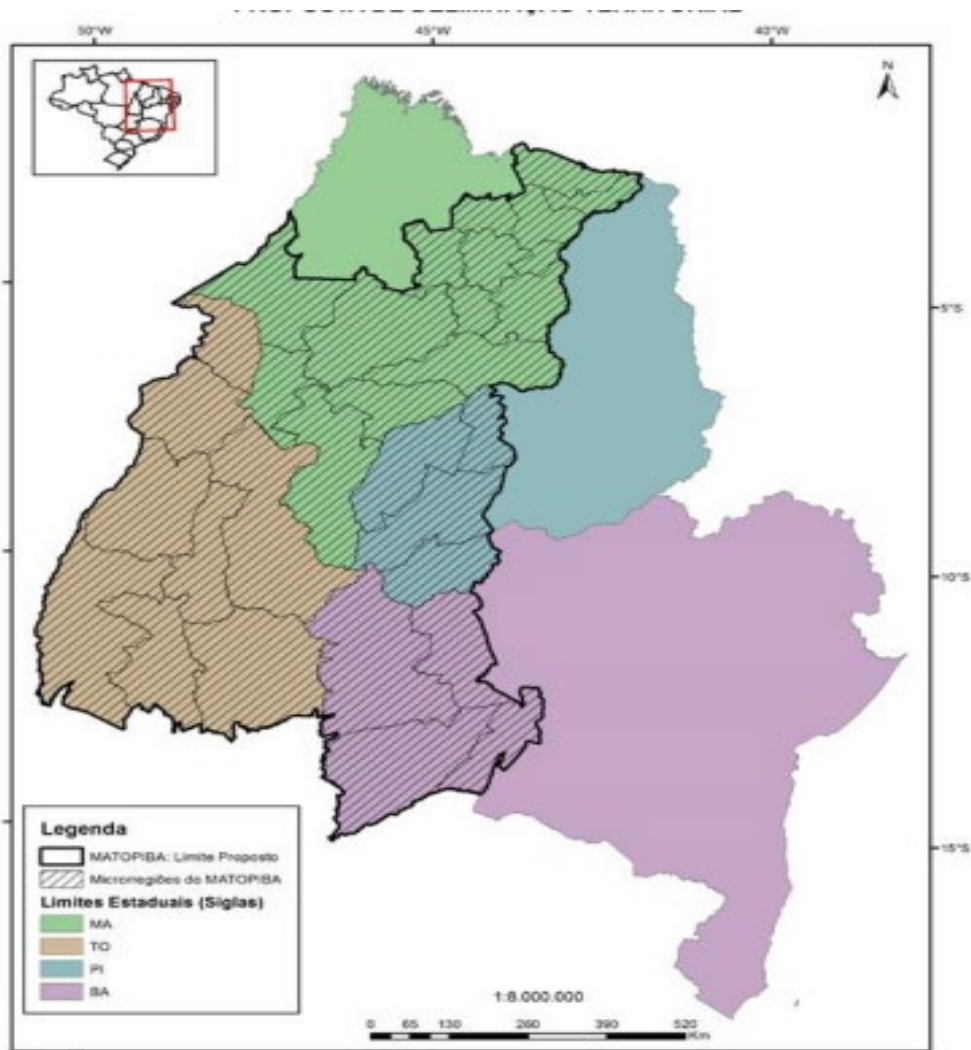 50°W 45°W 40°W
N
5°S
10°S
15°S
Legenda
MATOPIBA: Limite Proposto
Microrregiões do MATOPIBA
Limites Estaduais (Siglas)
MA
TO
PI
BA
1:8.000.000
0 65 130 260 390 520
Km